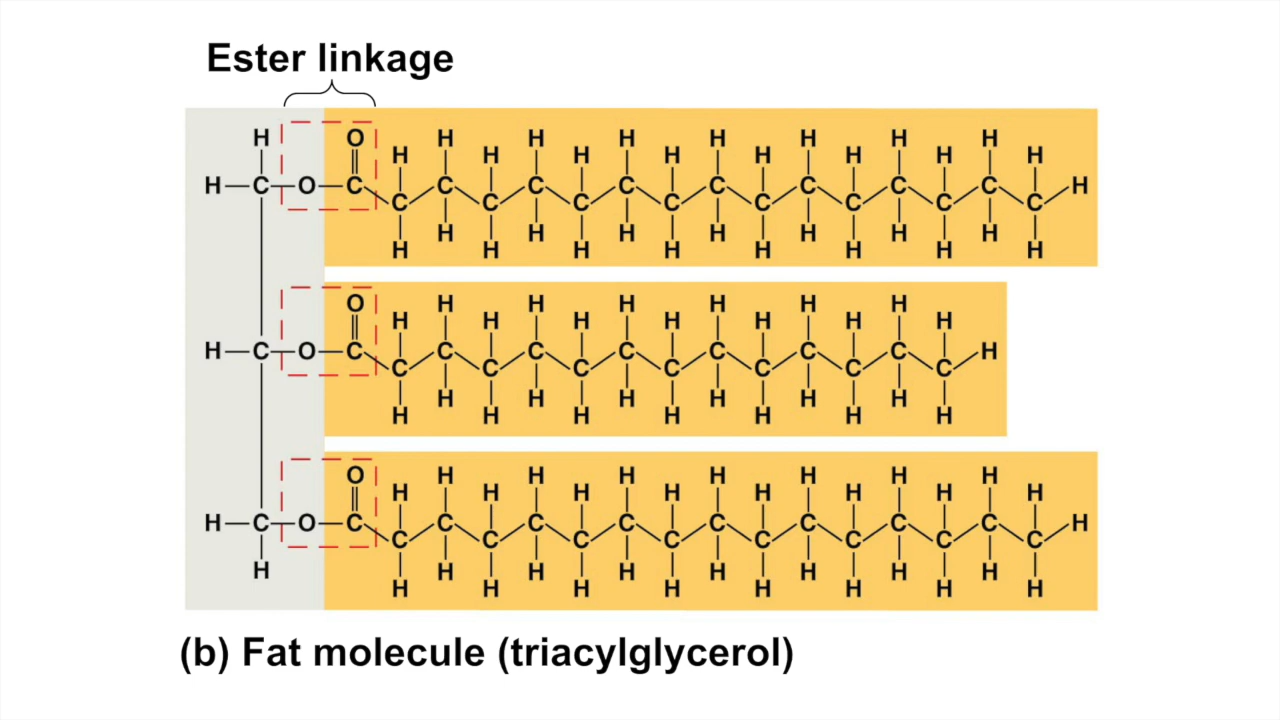 Ester linkage
H O H H H H H H H
H H H H H H H H
H C O C C C C C C C C H
C C C C C C C C
H H H H H H H
H H H H H H H H
O H H H H H H
H H H H H H H
H C O C C C C C C C H
C C C C C C C
H H H H H H
H H H H H H H
O H H H H H H H
H H H H H H H H
H C O C C C C C C C C H
C C C C C C C C
H H H H H H H H
H H H H H H H H
(b) Fat molecule (triacylglycerol)